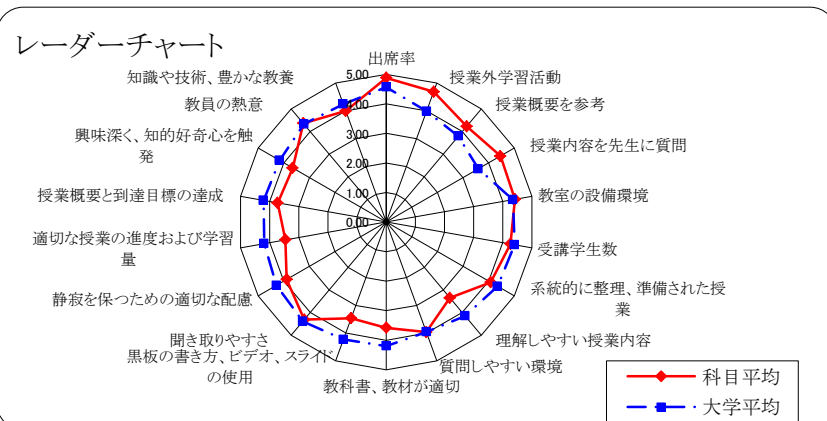 レーダーチャート
出席率
授業外学習活動
授業概要を参考
授業内容を先生に質問
教室の設備環境
受講学生数
系統的に整理、準備された授
業
理解しやすい授業内容
質問しやすい環境
教科書、教材が適切
黒板の書き方、ビデオ、スライド
の使用
聞き取りやすさ
静寂を保つための適切な配慮
適切な授業の進度および学習
量
授業概要と到達目標の達成
興味深く、知的好奇心を触
発
教員の熱意
知識や技術、豊かな教養
5.00
4.00
3.00
2.00
1.00
0.00
科目平均
大学平均